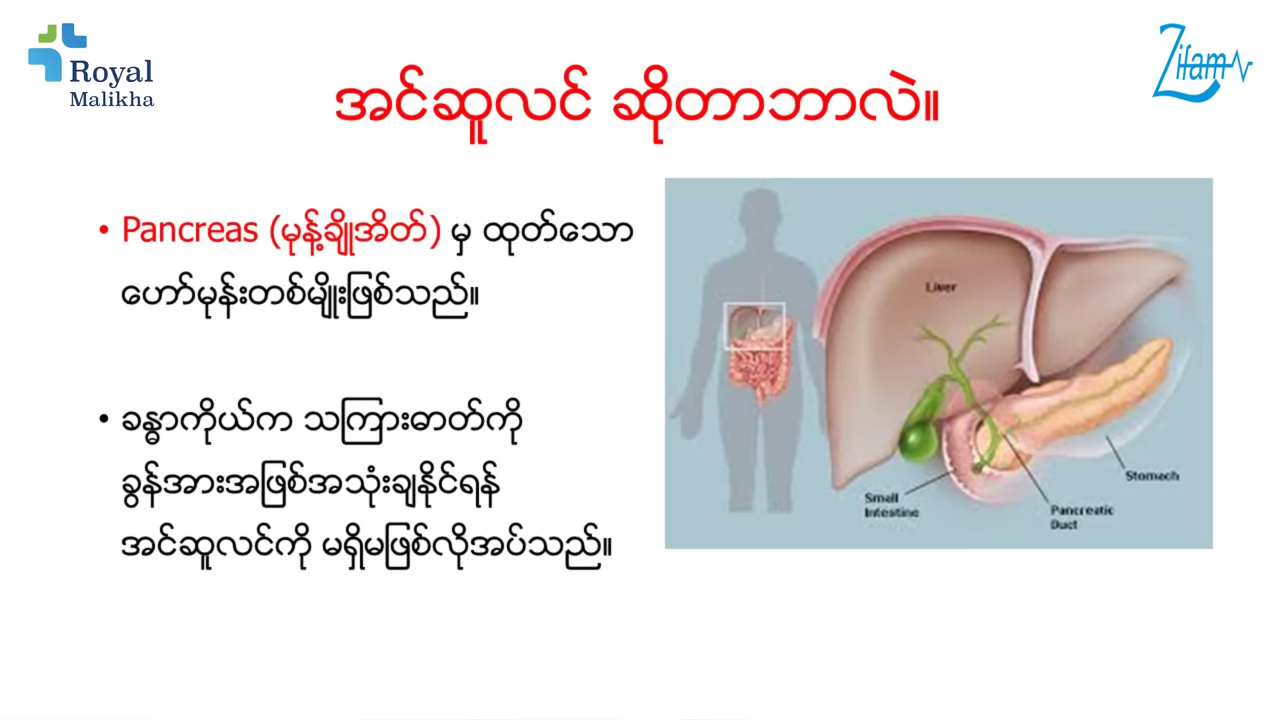 Royal
Malikha
Zifam
အင်ဆူလင် ဆိုတာဘာလဲ။
• Pancreas (မုန့်ချိုအိတ်) မှ ထုတ်သော
ဟော်မုန်းတစ်မျိုးဖြစ်သည်။
• ခန္ဓာကိုယ်က သကြားဓာတ်ကို
ခွန်အားအဖြစ်အသုံးချနိုင်ရန်
အင်ဆူလင်ကို မရှိမဖြစ်လိုအပ်သည်။
Liver
Small
Intestine
Pancreatic
Duct
Stomach